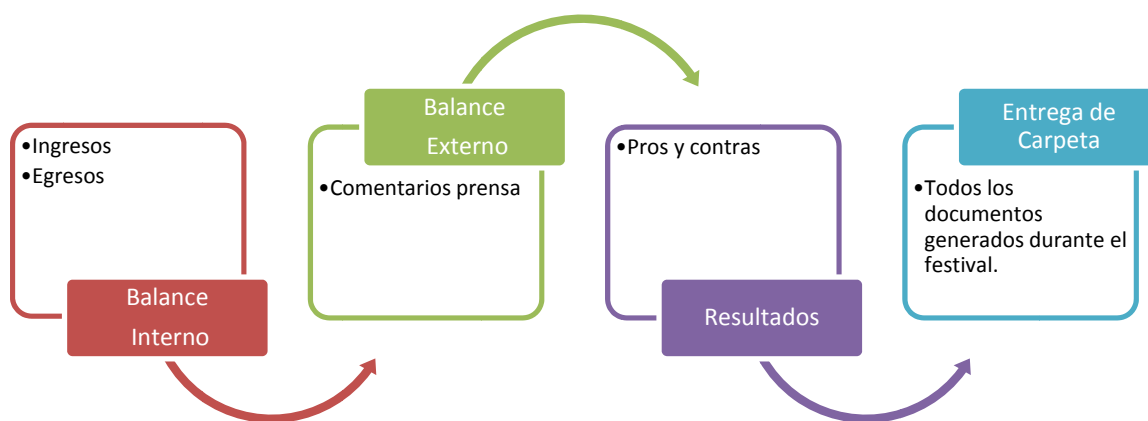 •Ingresos
•Egresos
Balance
Interno
Balance
Externo
•Comentarios prensa
•Pros y contras
Resultados
Entrega de
Carpeta
•Todos los
documentos
generados durante el
festival.